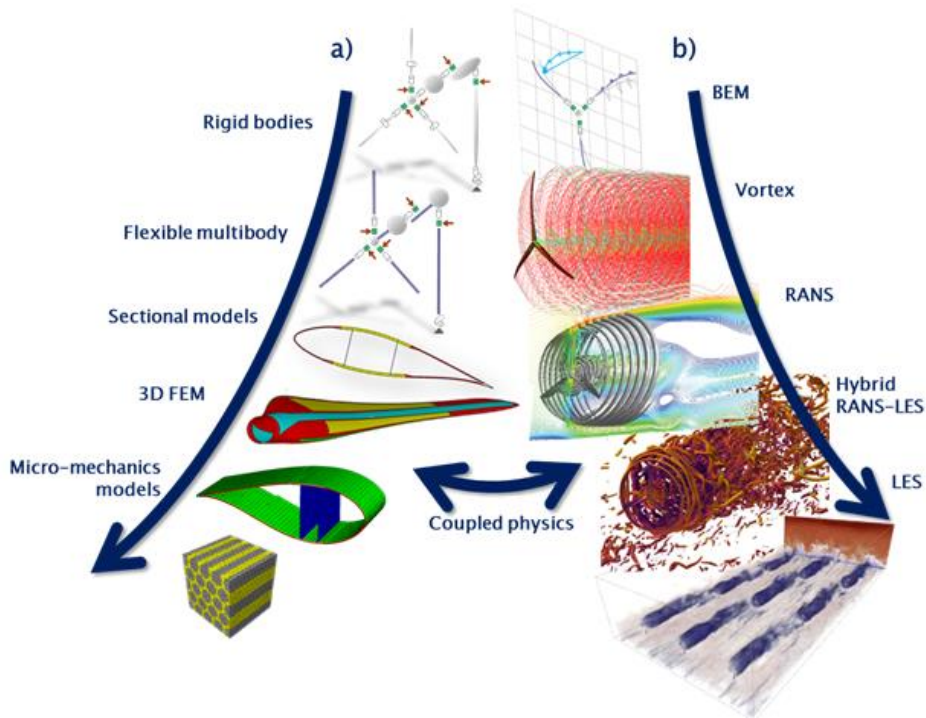 a)
b)
BEM
Rigid bodies
Vortex
Flexible multibody
RANS
Sectional models
3D FEM
Hybrid
RANS-LES
Micro-mechanics
models
LES
Coupled physics